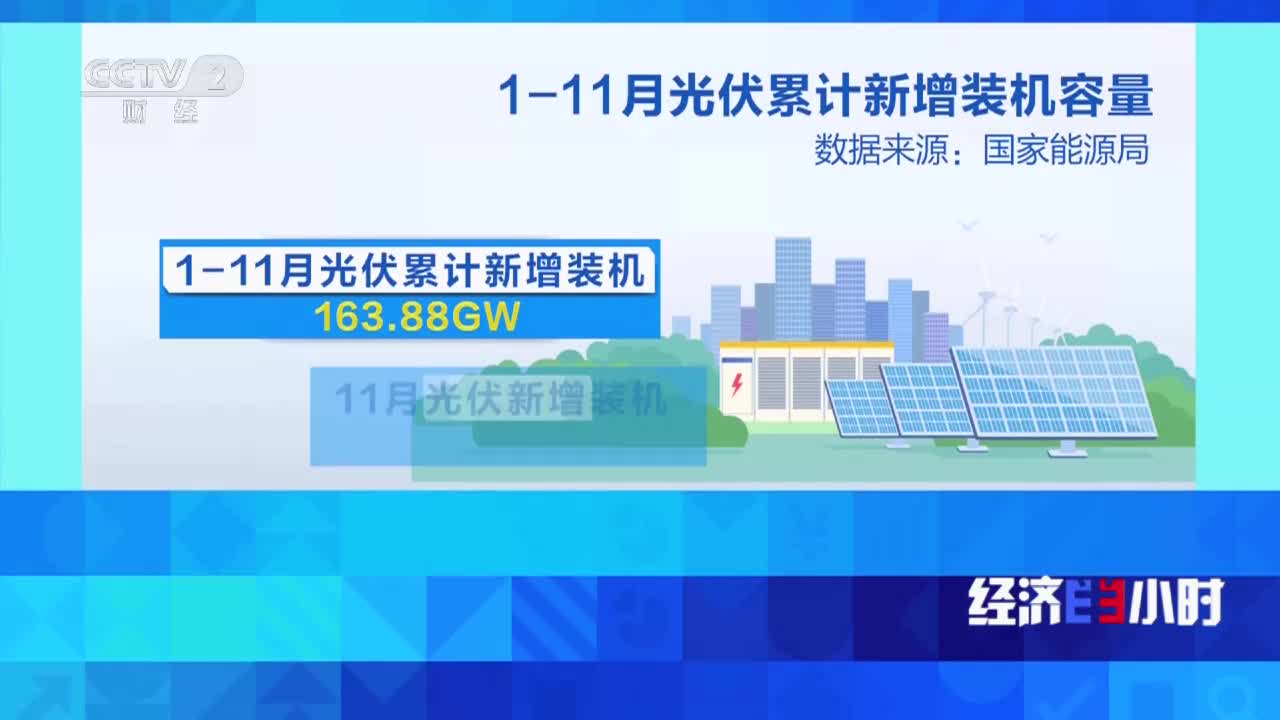 CCTV 2
财经
1-11月光伏累计新增装机容量
数据来源：国家能源局
1-11月光伏累计新增装机
163.88GW
11月光伏新增装机
经济半小时